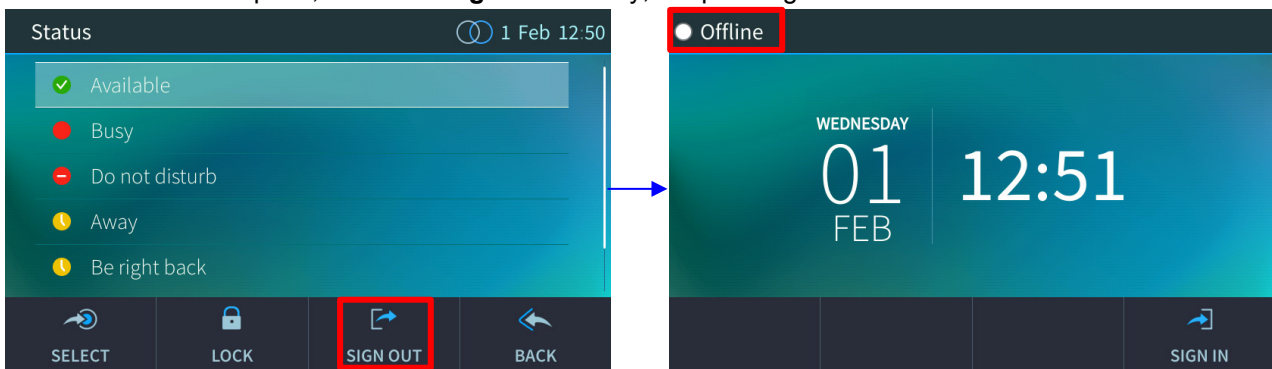 Status
1 Feb 12:50
Available
Busy
Do not disturb
Away
Be right back
SELECT
LOCK
SIGN OUT
BACK
Offline
WEDNESDAY
01
FEB
12:51
SIGN IN